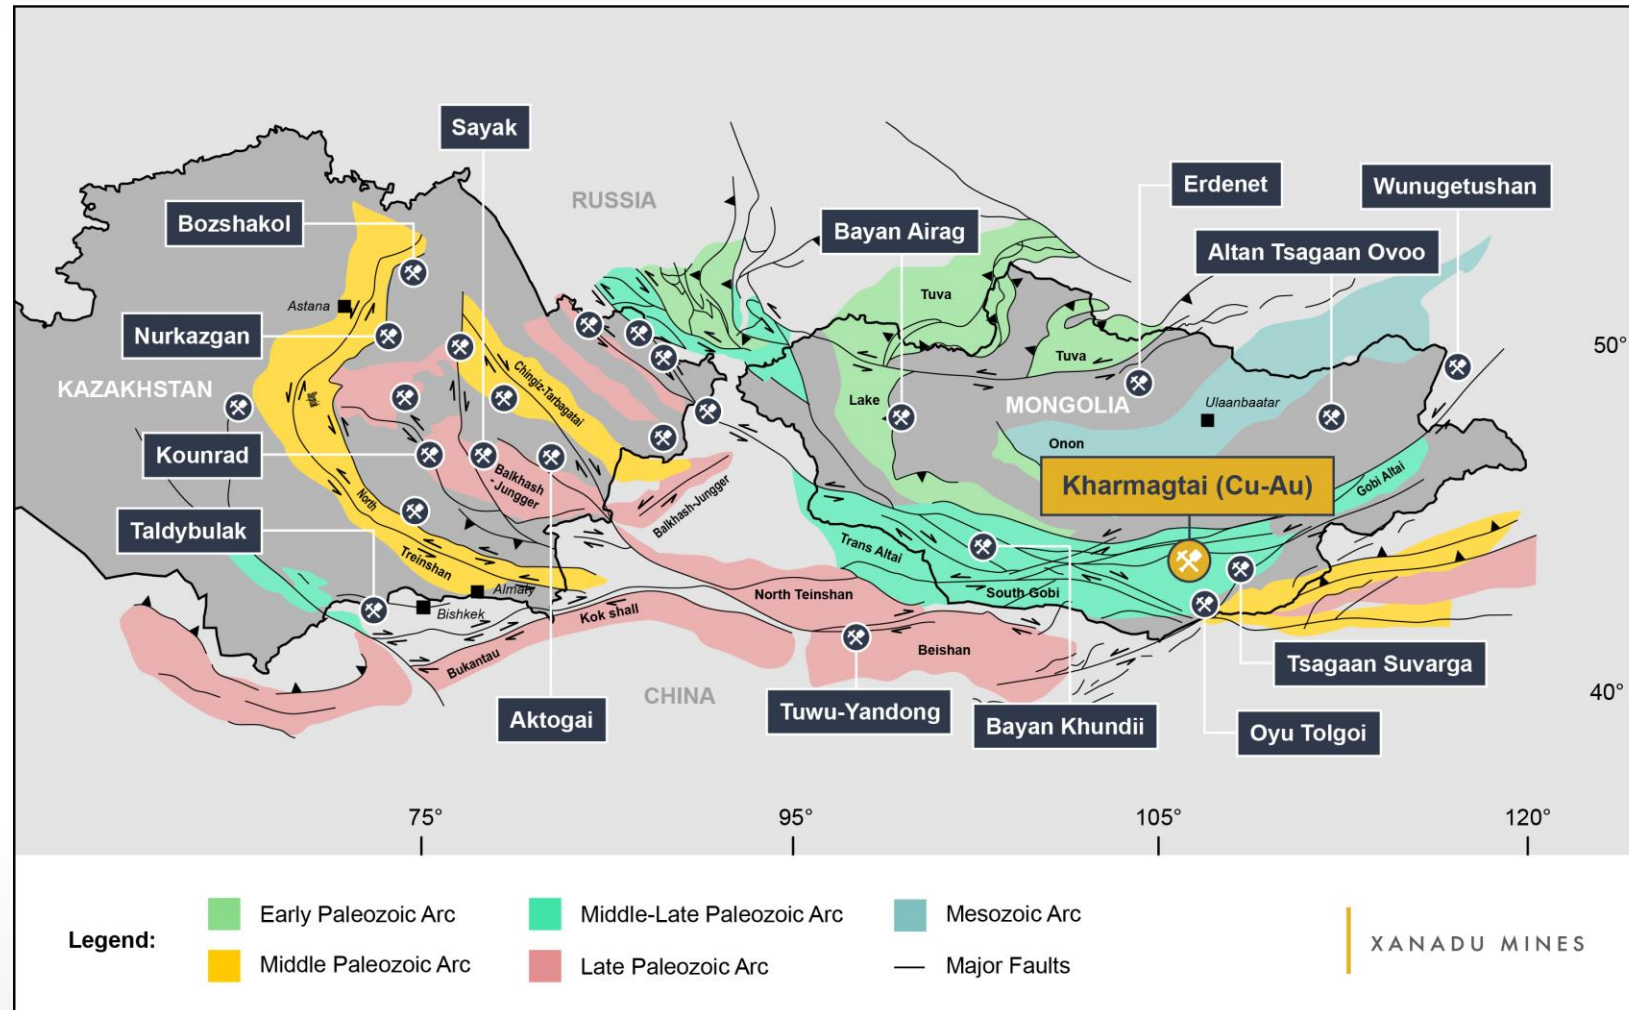 Sayak
RUSSIA
Erdenet
Wunugetushan
Bozshakol
Bayan Airag
Altan Tsagaan Ovoo
Tuva
Astana
Nurkazgan
50°
Tuva
Chingiz-Tarbagatai
KAZAKHSTAN
Lake
MONGOLIA
Ulaanbaatar
Onon
Kounrad
Balkhash
-Jungger
Kharmagtai (Cu-Au)
Gobi Altai
North
Balkhash-Jungger
Taldybulak
Trans Altai
Treinshan
Almaty
North Teinshan
South Gobi
Bishkek
Kok shall
Bukantau
Beishan
Tsagaan Suvarga
CHINA
40°
Aktogai
Tuwu-Yandong
Bayan Khundii
Oyu Tolgoi
75°
95°
105°
120°
Legend:
Early Paleozoic Arc
Middle-Late Paleozoic Arc
Mesozoic Arc
Middle Paleozoic Arc
Late Paleozoic Arc
Major Faults
XANADU MINES